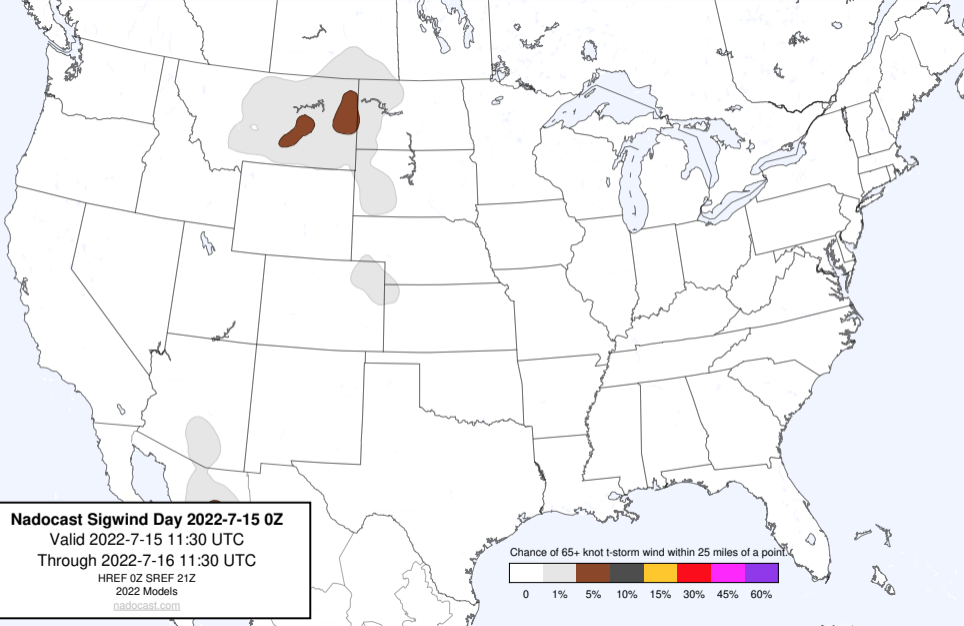 Nadocast Sigwind Day 2022-7-15 0Z
Valid 2022-7-15 11:30 UTC
Through 2022-7-16 11:30 UTC
HREF 0Z SREF 21Z
2022 Models
nadocast.com
Chance of 65+ knot t-storm wind within 25 miles of a point.
0 1% 5% 10% 15% 30% 45% 60%